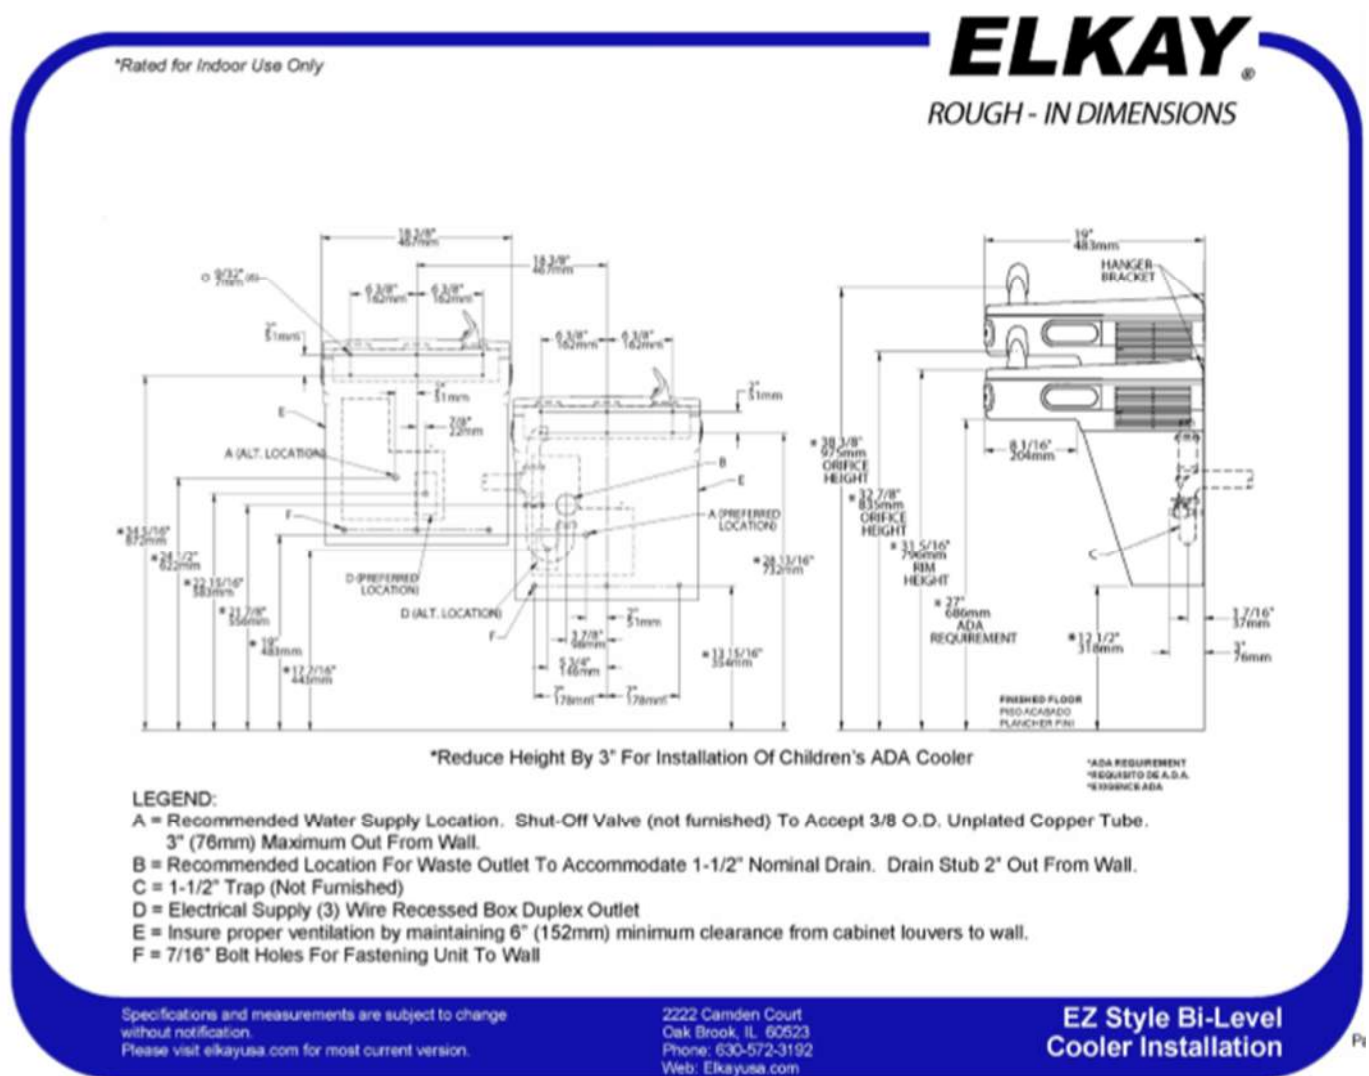 *Rated for Indoor Use Only
ELKAY®
ROUGH - IN DIMENSIONS
18 3/8"
467mm
18 3/8"
467mm
9/32" (6)
7mm
6 3/8"
162mm
6 3/8"
162mm
2"
51mm
6 3/8"
162mm
6 3/8"
162mm
2"
51mm
2"
51mm
E
7/8"
22mm
A (ALT. LOCATION)
B
E
F
A (PREFERRED
LOCATION)
* 34 5/16"
872mm
* 24 1/2"
622mm
* 22 15/16"
583mm
* 21 7/8"
556mm
* 19"
483mm
* 17 7/16"
443mm
D (PREFERRED
LOCATION)
D (ALT. LOCATION)
F
* 28 13/16"
732mm
2"
51mm
3 7/8"
98mm
5 3/4"
146mm
7"
178mm
7"
178mm
* 13 15/16"
354mm
19"
483mm
HANGER
BRACKET
8 1/16"
204mm
* 38 3/8"
975mm
ORIFICE
HEIGHT
* 32 7/8"
835mm
ORIFICE
HEIGHT
* 31 5/16"
796mm
RIM
HEIGHT
* 27"
686mm
ADA
REQUIREMENT
C
* 12 1/2"
318mm
1 7/16"
37mm
3"
76mm
FINISHED FLOOR
PISO ACABADO
PLANCHER FINI
*Reduce Height By 3" For Installation Of Children's ADA Cooler
*ADA REQUIREMENT
*REQUISITO DE A.D.A.
*EXIGENCE ADA
LEGEND:
A = Recommended Water Supply Location. Shut-Off Valve (not furnished) To Accept 3/8 O.D. Unplated Copper Tube.
3" (76mm) Maximum Out From Wall.
B = Recommended Location For Waste Outlet To Accommodate 1-1/2" Nominal Drain. Drain Stub 2" Out From Wall.
C = 1-1/2" Trap (Not Furnished)
D = Electrical Supply (3) Wire Recessed Box Duplex Outlet
E = Insure proper ventilation by maintaining 6" (152mm) minimum clearance from cabinet louvers to wall.
F = 7/16" Bolt Holes For Fastening Unit To Wall
Specifications and measurements are subject to change
without notification.
Please visit elkayusa.com for most current version.
2222 Camden Court
Oak Brook, IL 60523
Phone: 630-572-3192
Web: Elkayusa.com
EZ Style Bi-Level
Cooler Installation